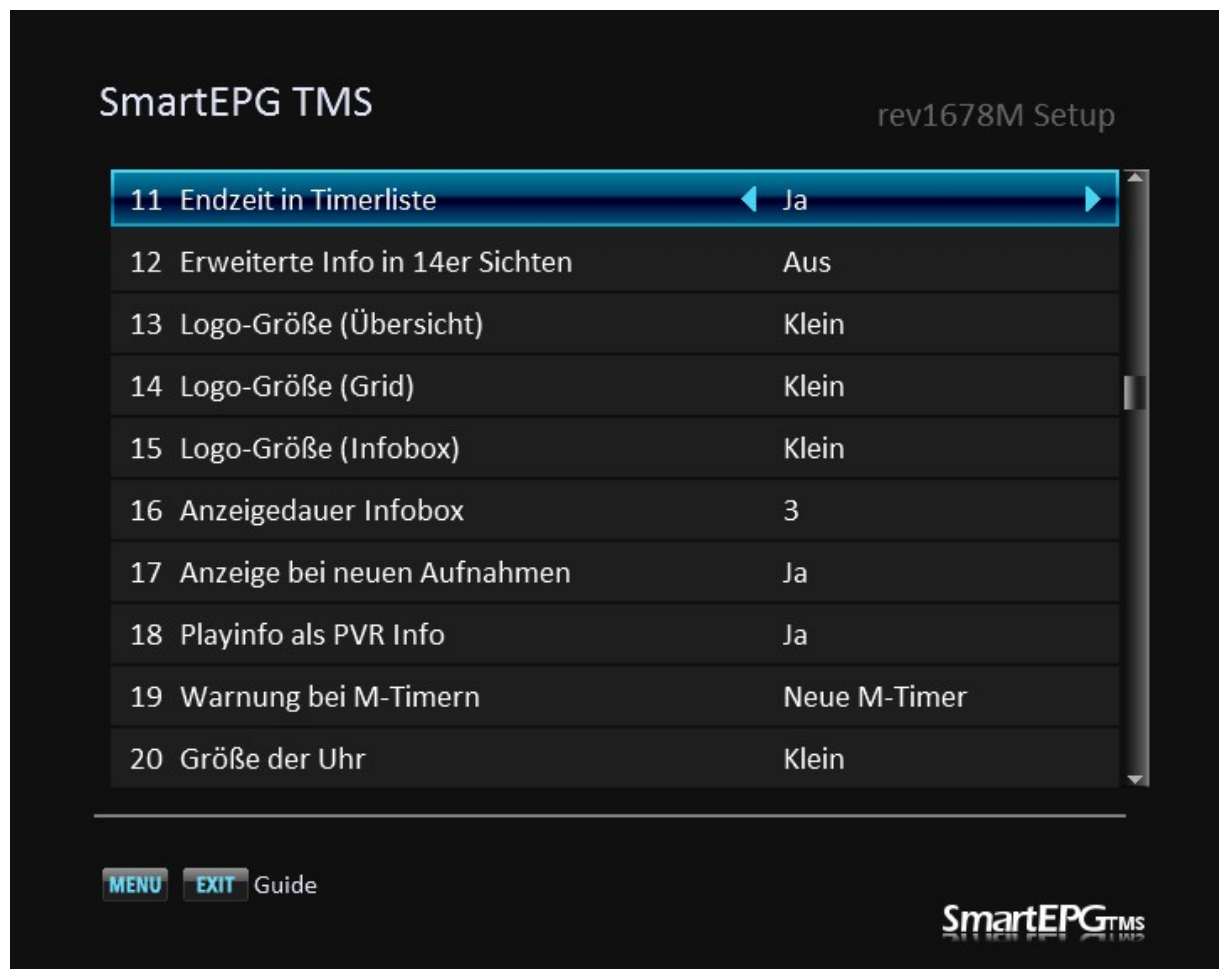 SmartEPG TMS
rev1678M Setup
11 Endzeit in Timerliste Ja
12 Erweiterte Info in 14er Sichten Aus
13 Logo-Größe (Übersicht) Klein
14 Logo-Größe (Grid) Klein
15 Logo-Größe (Infobox) Klein
16 Anzeigedauer Infobox 3
17 Anzeige bei neuen Aufnahmen Ja
18 Playinfo als PVR Info Ja
19 Warnung bei M-Timern Neue M-Timer
20 Größe der Uhr Klein
MENU EXIT Guide
SmartEPGTMS